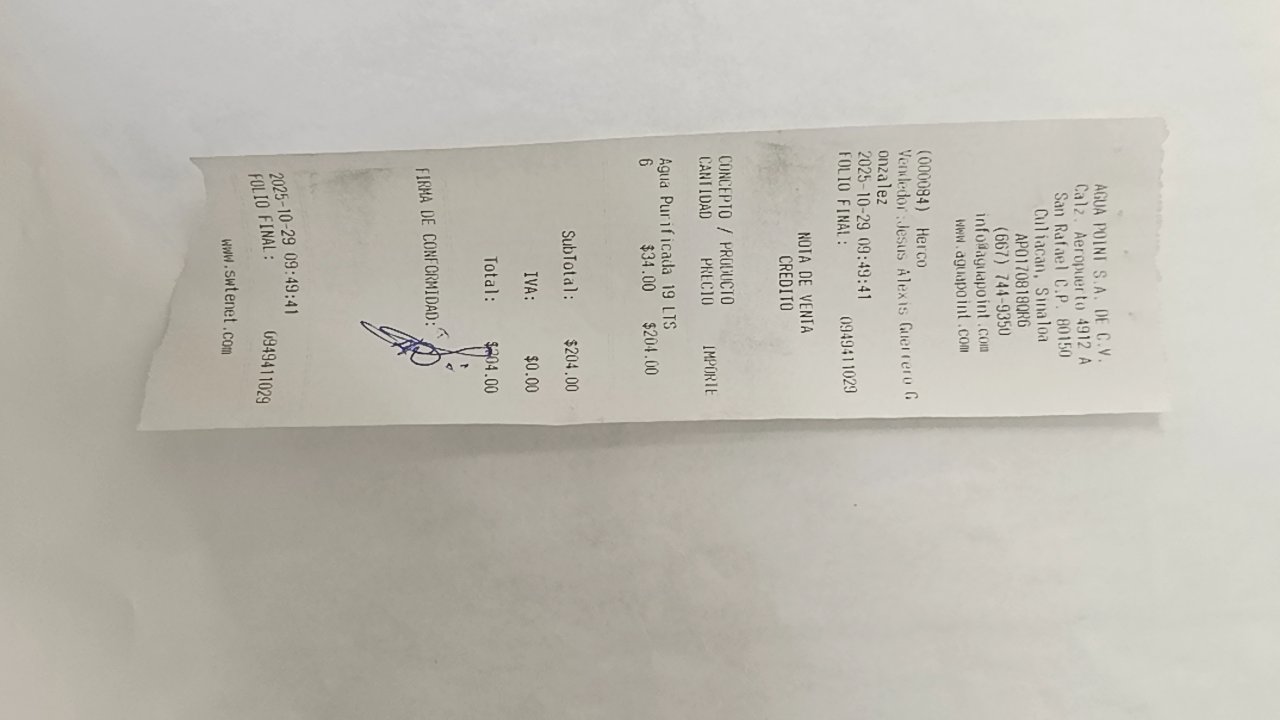 AGUA POINT S.A. DE C.V.
Calz. Aeropuerto 4912 A
San Rafael C.P. 80150
Culiacan, Sinaloa
APO170818QR6
(667) 744-9350
info@aguapoint.com
www.aguapoint.com
(000084) Herco
Vendedor:Jesus Alexis Guerrero G
onzalez
2025-10-29 09:49:41
FOLIO FINAL: 0949411029
NOTA DE VENTA
CREDITO
CONCEPTO / PRODUCTO
CANTIDAD PRECIO IMPORTE
Agua Purificada 19 LTS
6 $34.00 $204.00
SubTotal: $204.00
IVA: $0.00
Total: $204.00
FIRMA DE CONFORMIDAD:
2025-10-29 09:49:41
FOLIO FINAL: 0949411029
www.swtenet.com